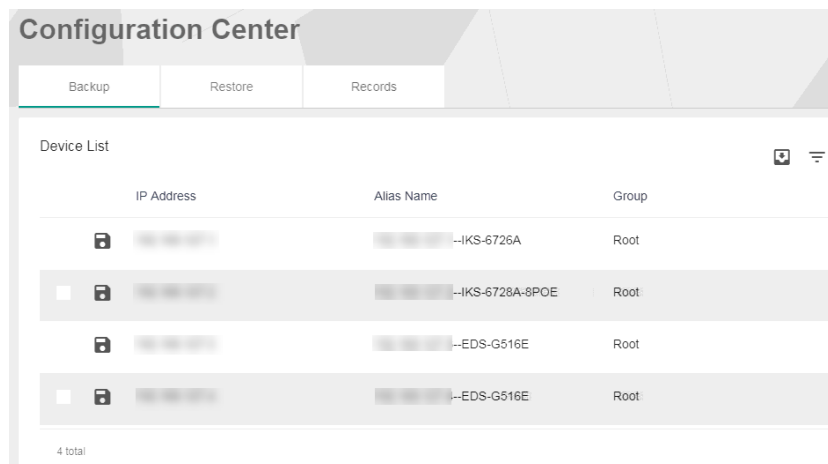 Configuration Center
Backup Restore Records
Device List
IP Address Alias Name Group
--IKS-6726A Root
--IKS-6728A-8POE Root
--EDS-G516E Root
--EDS-G516E Root
4 total